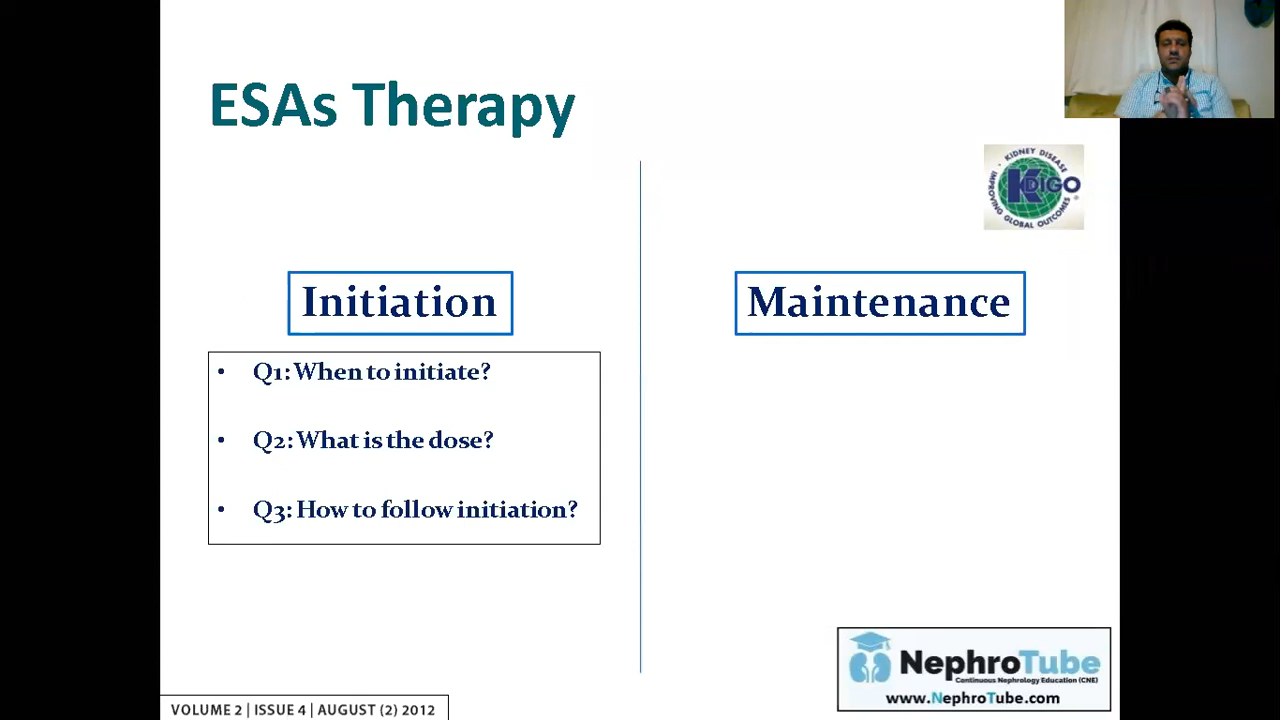 ESAs Therapy
KIDNEY DISEASE
KDIGO
IMPROVING GLOBAL OUTCOMES
®
Initiation
• Q1: When to initiate?
• Q2: What is the dose?
• Q3: How to follow initiation?
Maintenance
NephroTube
Continuous Nephrology Education (CNE)
www.NephroTube.com
VOLUME 2 | ISSUE 4 | AUGUST (2) 2012